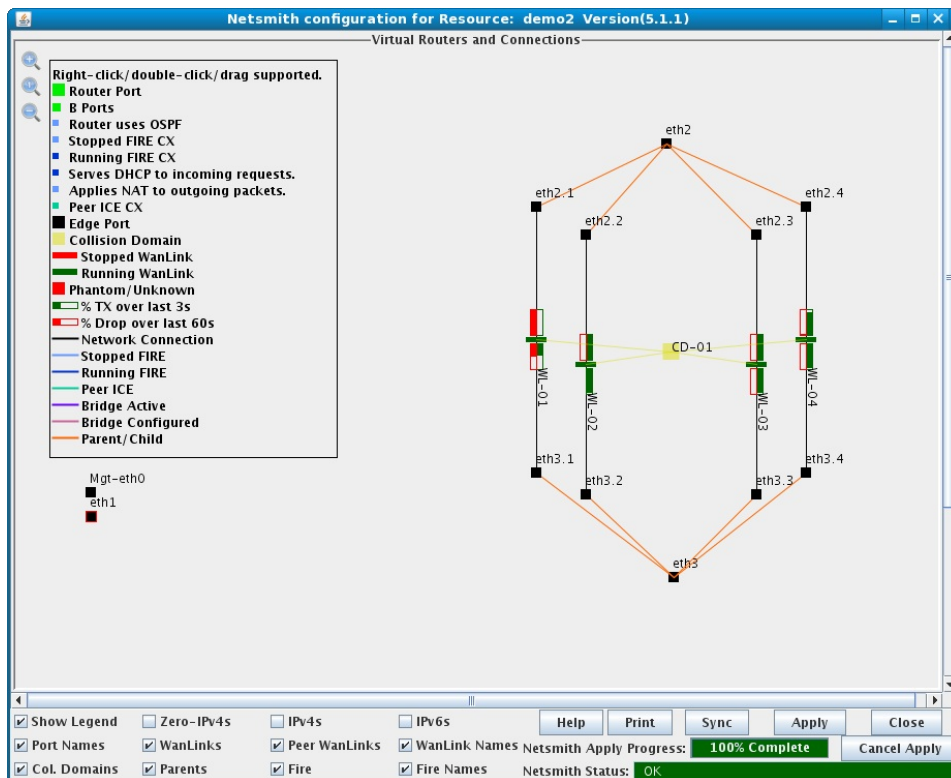 Netsmith configuration for Resource: demo2 Version(5.1.1)
Virtual Routers and Connections
Right-click/double-click/drag supported.
Router Port
B Ports
Router uses OSPF
Stopped FIRE CX
Running FIRE CX
Serves DHCP to incoming requests.
Applies NAT to outgoing packets.
Peer ICE CX
Edge Port
Collision Domain
Stopped WanLink
Running WanLink
Phantom/Unknown
% TX over last 3s
% Drop over last 60s
Network Connection
Stopped FIRE
Running FIRE
Peer ICE
Bridge Active
Bridge Configured
Parent/Child
Mgt-eth0
eth1
eth2
eth2.1
eth2.2
eth2.3
eth2.4
CD-01
WL-01
WL-02
WL-03
WL-04
eth3.1
eth3.2
eth3.3
eth3.4
eth3
Show Legend Zero-IPv4s IPv4s IPv6s Help Print Sync Apply Close
Port Names WanLinks Peer WanLinks WanLink Names Netsmith Apply Progress: 100% Complete Cancel Apply
Col. Domains Parents Fire Fire Names Netsmith Status: OK